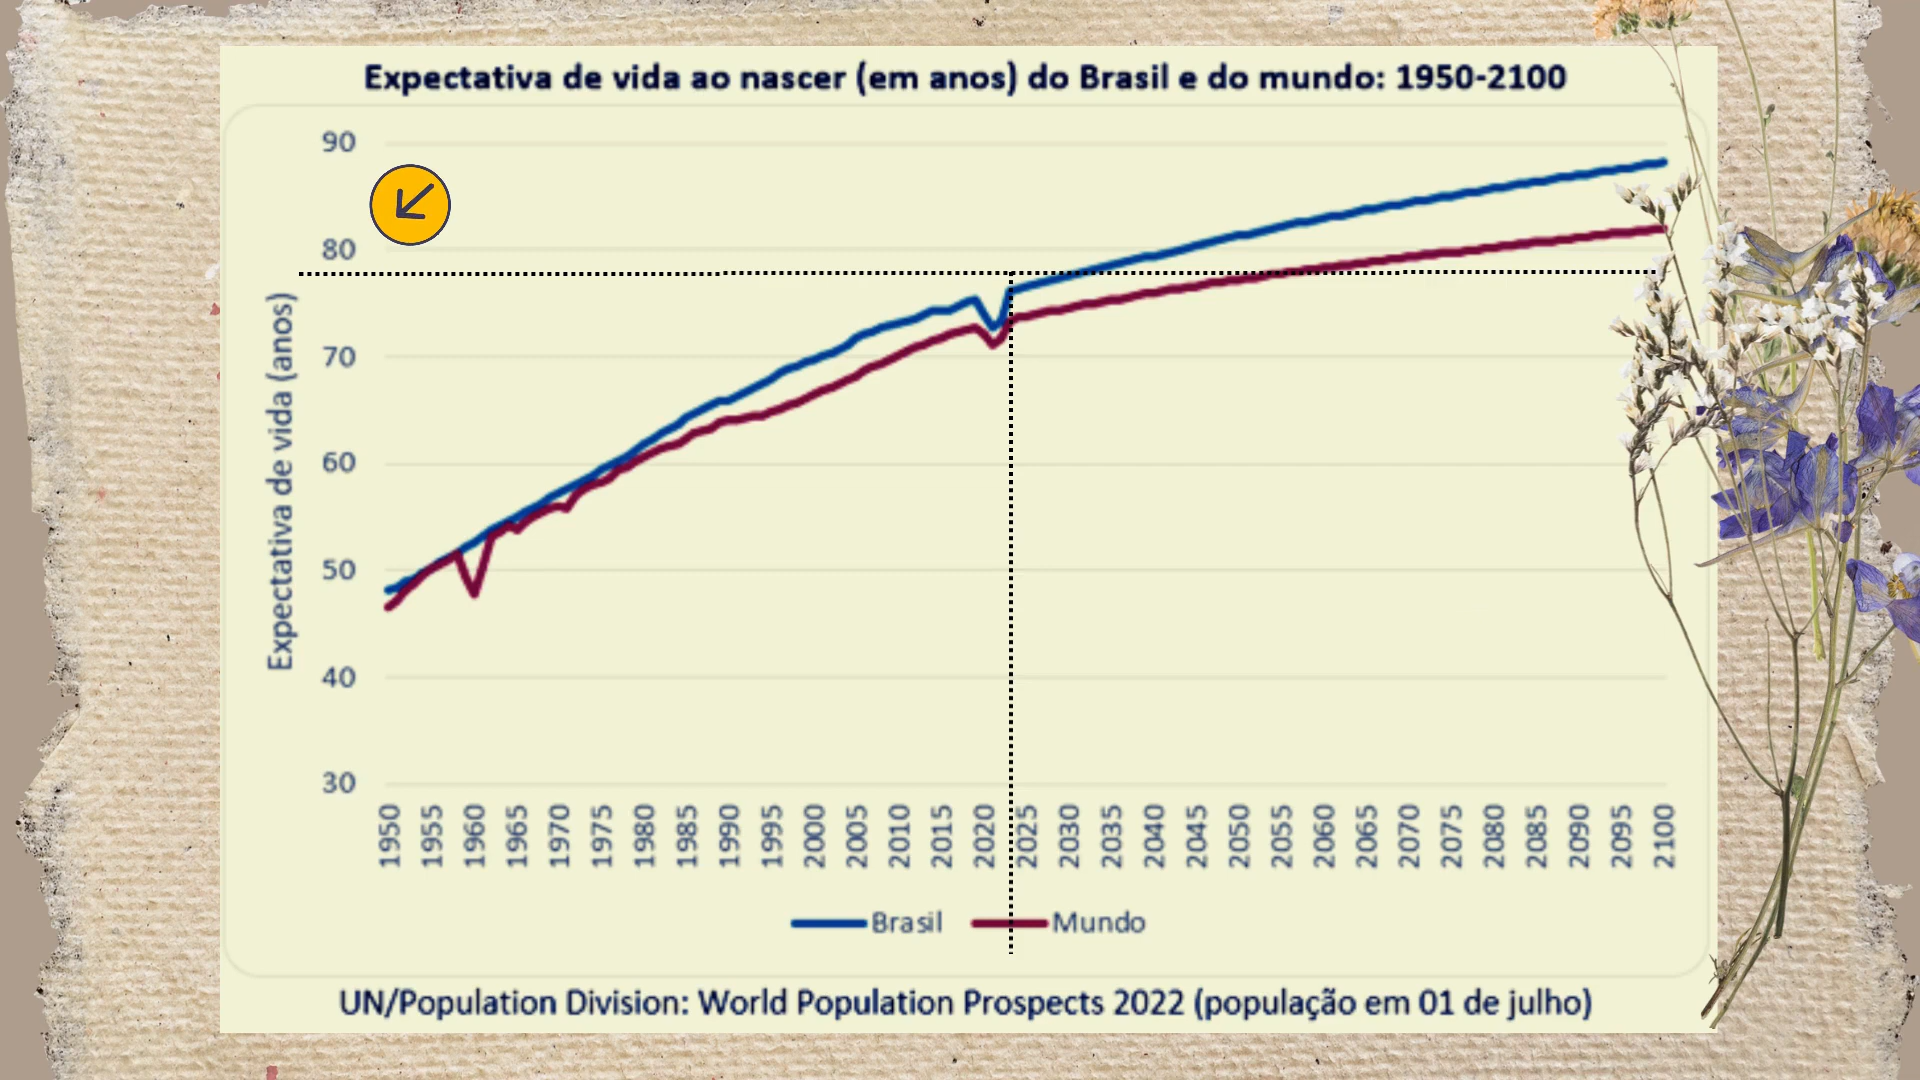 Expectativa de vida ao nascer (em anos) do Brasil e do mundo: 1950-2100
90
80
70
60
50
40
30
Expectativa de vida (anos)
1950 1955 1960 1965 1970 1975 1980 1985 1990 1995 2000 2005 2010 2015 2020 2025 2030 2035 2040 2045 2050 2055 2060 2065 2070 2075 2080 2085 2090 2095 2100
Brasil Mundo
UN/Population Division: World Population Prospects 2022 (população em 01 de julho)